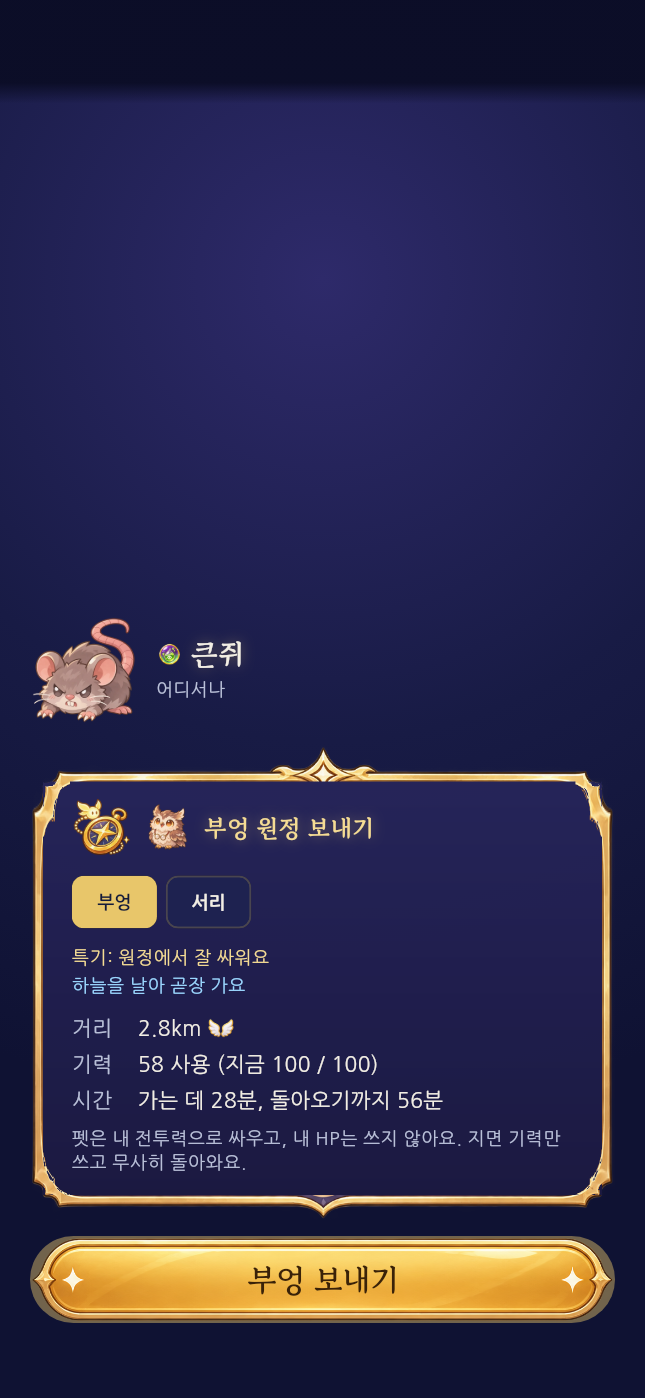 큰쥐
어디서나
부엉 원정 보내기
부엉
서리
특기: 원정에서 잘 싸워요
하늘을 날아 곧장 가요
거리 2.8km
기력 58 사용 (지금 100 / 100)
시간 가는 데 28분, 돌아오기까지 56분
펫은 내 전투력으로 싸우고, 내 HP는 쓰지 않아요. 지면 기력만
쓰고 무사히 돌아와요.
부엉 보내기